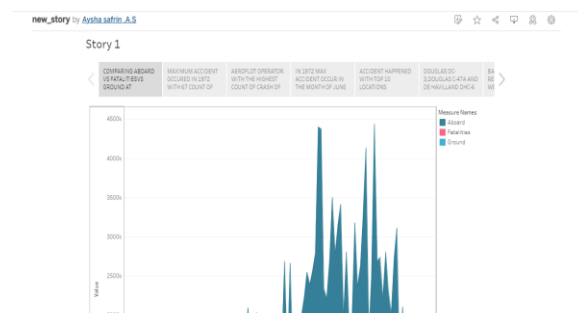 new_story by Aysha safrin .A.S
Story 1
COMPARING ABOARD
VS FATALITIESVS
GROUND AT
MAXIMUM ACCIDENT
OCCURED IN 1972
WITH 67 COUNT OF
AEROFLOT OPERATOR
WITH THE HIGHEST
COUNT OF CRASH OF
IN 1972 MAX
ACCIDENT OCCUR IN
THE MONTH OF JUNE
ACCIDENT HAPPENED
WITH TOP 10
LOCATIONS
DOUGLAS DC-
3,DOUGLAS C-47A AND
DE HAVILLAND DHC-6
Measure Names
Aboard
Fatalities
Ground
4500k
4000k
3500k
3000k
2500k
Value